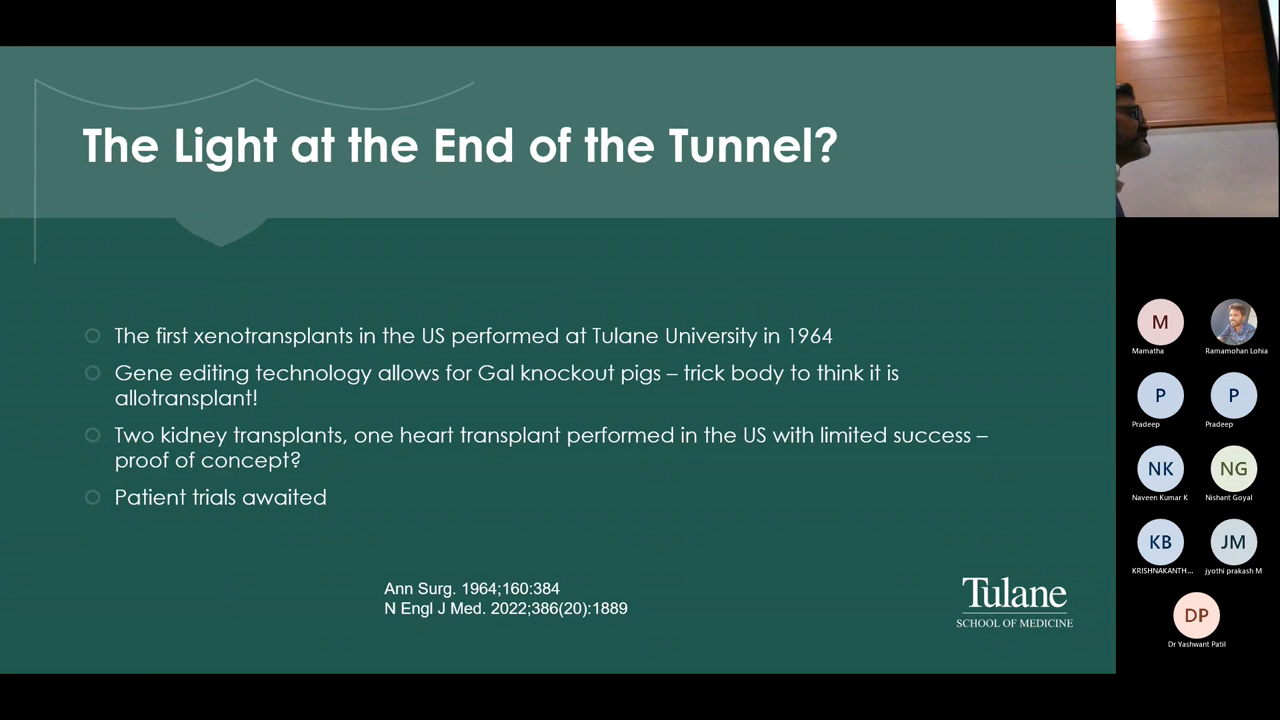 The Light at the End of the Tunnel?
The first xenotransplants in the US performed at Tulane University in 1964
Gene editing technology allows for Gal knockout pigs – trick body to think it is
allotransplant!
Two kidney transplants, one heart transplant performed in the US with limited success –
proof of concept?
Patient trials awaited
Ann Surg. 1964;160:384
N Engl J Med. 2022;386(20):1889
Tulane
SCHOOL OF MEDICINE
M
Mamatha
Ramamohan Lohia
P
Pradeep
P
Pradeep
NK
Naveen Kumar K
NG
Nishant Goyal
KB
KRISHNAKANTH...
JM
jyothi prakash M
DP
Dr Yashwant Patil